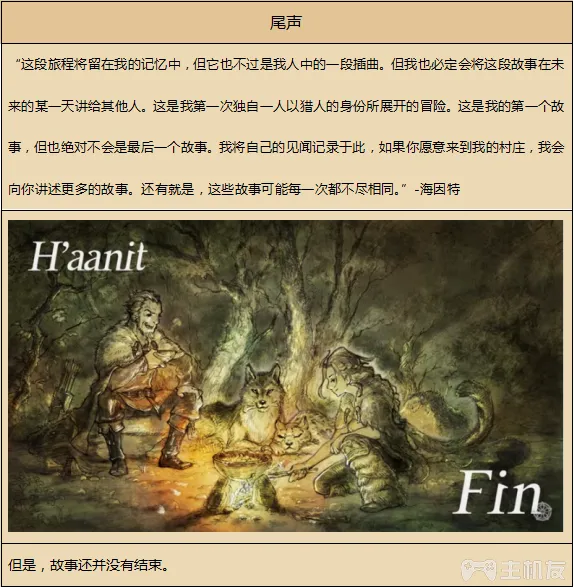 尾声
“这段旅程将留在我的记忆中，但它也不过是我人中的一段插曲。但我也必定会将这段故事在未
来的某一天讲给其他人。这是我第一次独自一人以猎人的身份所展开的冒险。这是我的第一个故
事，但也绝对不会是最后一个故事。我将自己的见闻记录于此，如果你愿意来到我的村庄，我会
向你讲述更多的故事。还有就是，这些故事可能每一次都不尽相同。”-海因特
H'aanit
Fin
但是，故事还并没有结束。
主机友